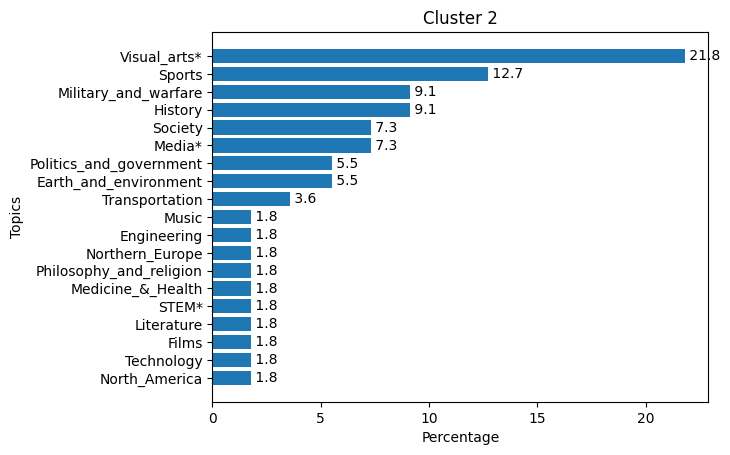 Cluster 2
Topics
Visual_arts* 21.8
Sports 12.7
Military_and_warfare 9.1
History 9.1
Society 7.3
Media* 7.3
Politics_and_government 5.5
Earth_and_environment 5.5
Transportation 3.6
Music 1.8
Engineering 1.8
Northern_Europe 1.8
Philosophy_and_religion 1.8
Medicine_&_Health 1.8
STEM* 1.8
Literature 1.8
Films 1.8
Technology 1.8
North_America 1.8
0 5 10 15 20
Percentage